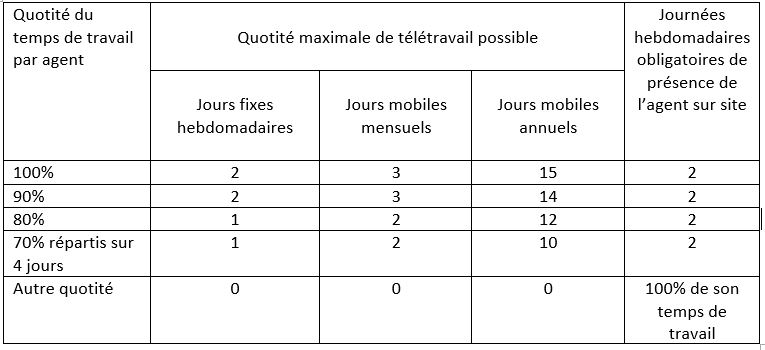 Quotité du
temps de travail
par agent
Quotité maximale de télétravail possible
Journées
hebdomadaires
obligatoires de
présence de
l’agent sur site
Jours fixes
hebdomadaires
Jours mobiles
mensuels
Jours mobiles
annuels
100% 2 3 15 2
90% 2 3 14 2
80% 1 2 12 2
70% répartis sur 1 2 10 2
4 jours
Autre quotité 0 0 0 100% de son
temps de
travail